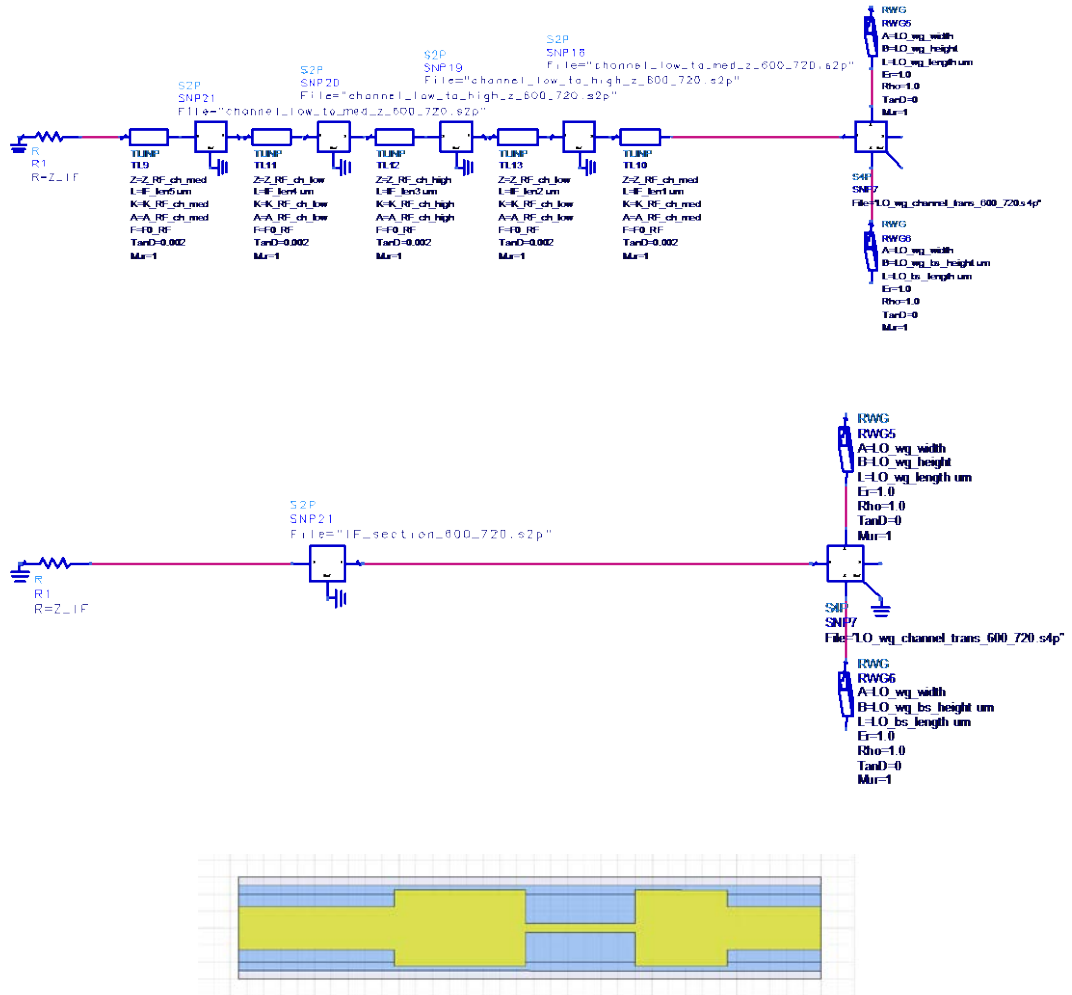 RWG
RWG5
A=LO_wg_width
B=LO_wg_height
L=LO_wg_length um
Er=1.0
Rho=1.0
TanD=0
Mur=1
S2P
SNP18
File="channel_low_to_med_z_600_720.s2p"
S2P
SNP19
File="channel_low_to_high_z_600_720.s2p"
S2P
SNP20
File="channel_low_to_high_z_600_720.s2p"
S2P
SNP21
File="channel_low_to_med_z_600_720.s2p"
R
R1
R=Z_IF
TLINP
TL9
Z=Z_RF_ch_med
L=IF_len5 um
K=K_RF_ch_med
A=A_RF_ch_med
F=F0_RF
TanD=0.002
Mur=1
TLINP
TL11
Z=Z_RF_ch_low
L=IF_len4 um
K=K_RF_ch_low
A=A_RF_ch_low
F=F0_RF
TanD=0.002
Mur=1
TLINP
TL12
Z=Z_RF_ch_high
L=IF_len3 um
K=K_RF_ch_high
A=A_RF_ch_high
F=F0_RF
TanD=0.002
Mur=1
TLINP
TL13
Z=Z_RF_ch_low
L=IF_len2 um
K=K_RF_ch_low
A=A_RF_ch_low
F=F0_RF
TanD=0.002
Mur=1
TLINP
TL10
Z=Z_RF_ch_med
L=IF_len1 um
K=K_RF_ch_med
A=A_RF_ch_med
F=F0_RF
TanD=0.002
Mur=1
S4P
SNP7
File="LO_wg_channel_trans_600_720.s4p"
RWG
RWG6
A=LO_wg_width
B=LO_wg_bs_height um
L=LO_bs_length um
Er=1.0
Rho=1.0
TanD=0
Mur=1
RWG
RWG5
A=LO_wg_width
B=LO_wg_height
L=LO_wg_length um
Er=1.0
Rho=1.0
TanD=0
Mur=1
S2P
SNP21
File="IF_section_600_720.s2p"
R
R1
R=Z_IF
S4P
SNP7
File="LO_wg_channel_trans_600_720.s4p"
RWG
RWG6
A=LO_wg_width
B=LO_wg_bs_height um
L=LO_bs_length um
Er=1.0
Rho=1.0
TanD=0
Mur=1